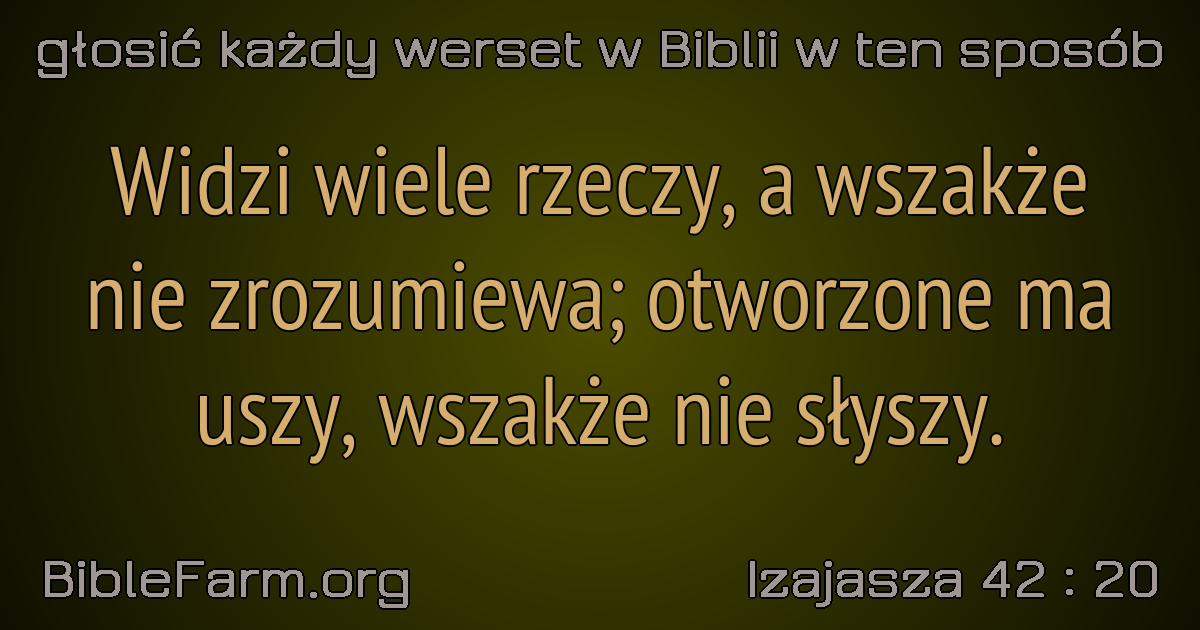 głosić każdy werset w Biblii w ten sposób
Widzi wiele rzeczy, a wszakże
nie zrozumiewa; otworzone ma
uszy, wszakże nie słyszy.
BibleFarm.org
Izajasza 42 : 20